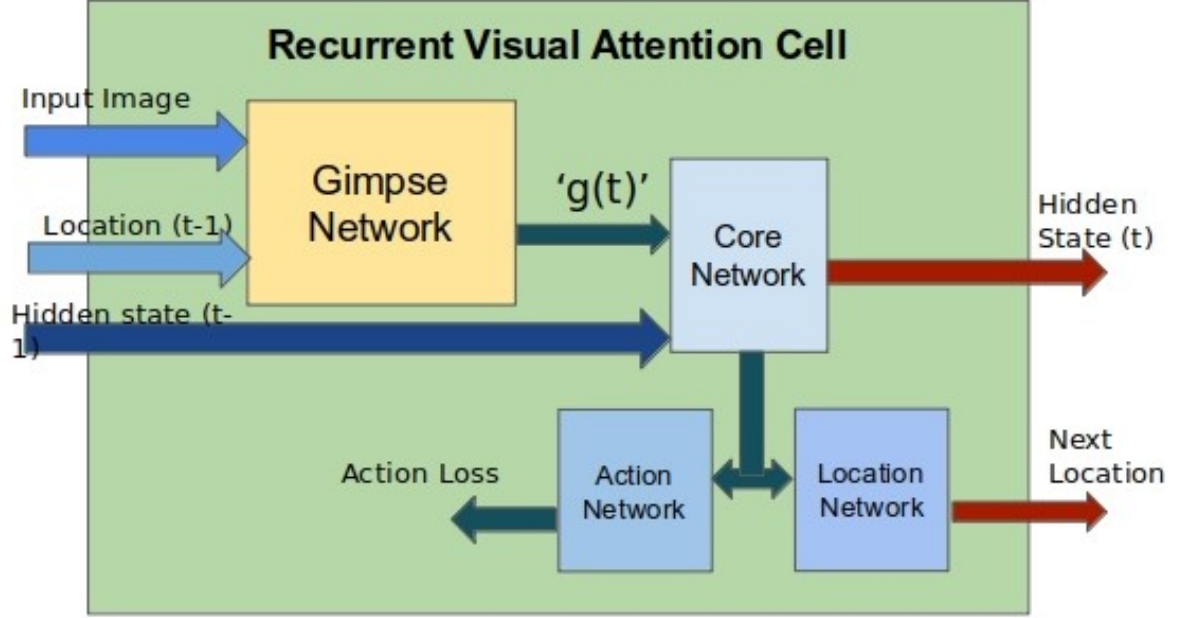 Recurrent Visual Attention Cell
Input Image
Gimpse
Network
‘g(t)’
Location (t-1)
Core
Network
Hidden
State (t)
Hidden state (t-
1)
Action Loss
Action
Network
Location
Network
Next
Location